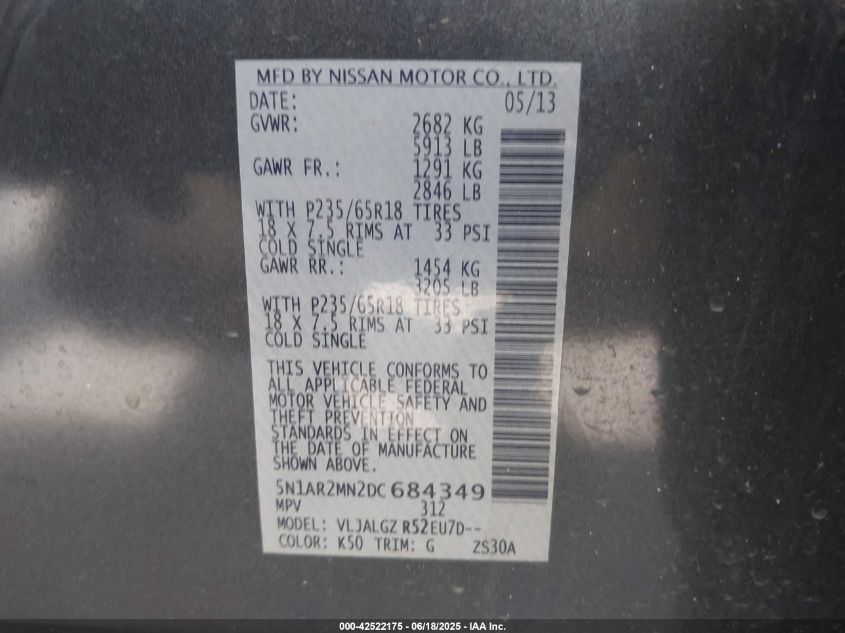 MFD BY NISSAN MOTOR CO., LTD.
DATE: 05/13
GVWR: 2682 KG
5913 LB
GAWR FR.: 1291 KG
2846 LB
WITH P235/65R18 TIRES
18 X 7.5 RIMS AT 33 PSI
COLD SINGLE
GAWR RR.: 1454 KG
3205 LB
WITH P235/65R18 TIRES
18 X 7.5 RIMS AT 33 PSI
COLD SINGLE
THIS VEHICLE CONFORMS TO
ALL APPLICABLE FEDERAL
MOTOR VEHICLE SAFETY AND
THEFT PREVENTION
STANDARDS IN EFFECT ON
THE DATE OF MANUFACTURE
SHOWN ABOVE.
5N1AR2MN2DC684349
MPV 312
MODEL: VLJALGZ R52EU7D--
COLOR: K50 TRIM: G ZS30A
000-42522175 - 06/18/2025 - IAA Inc.